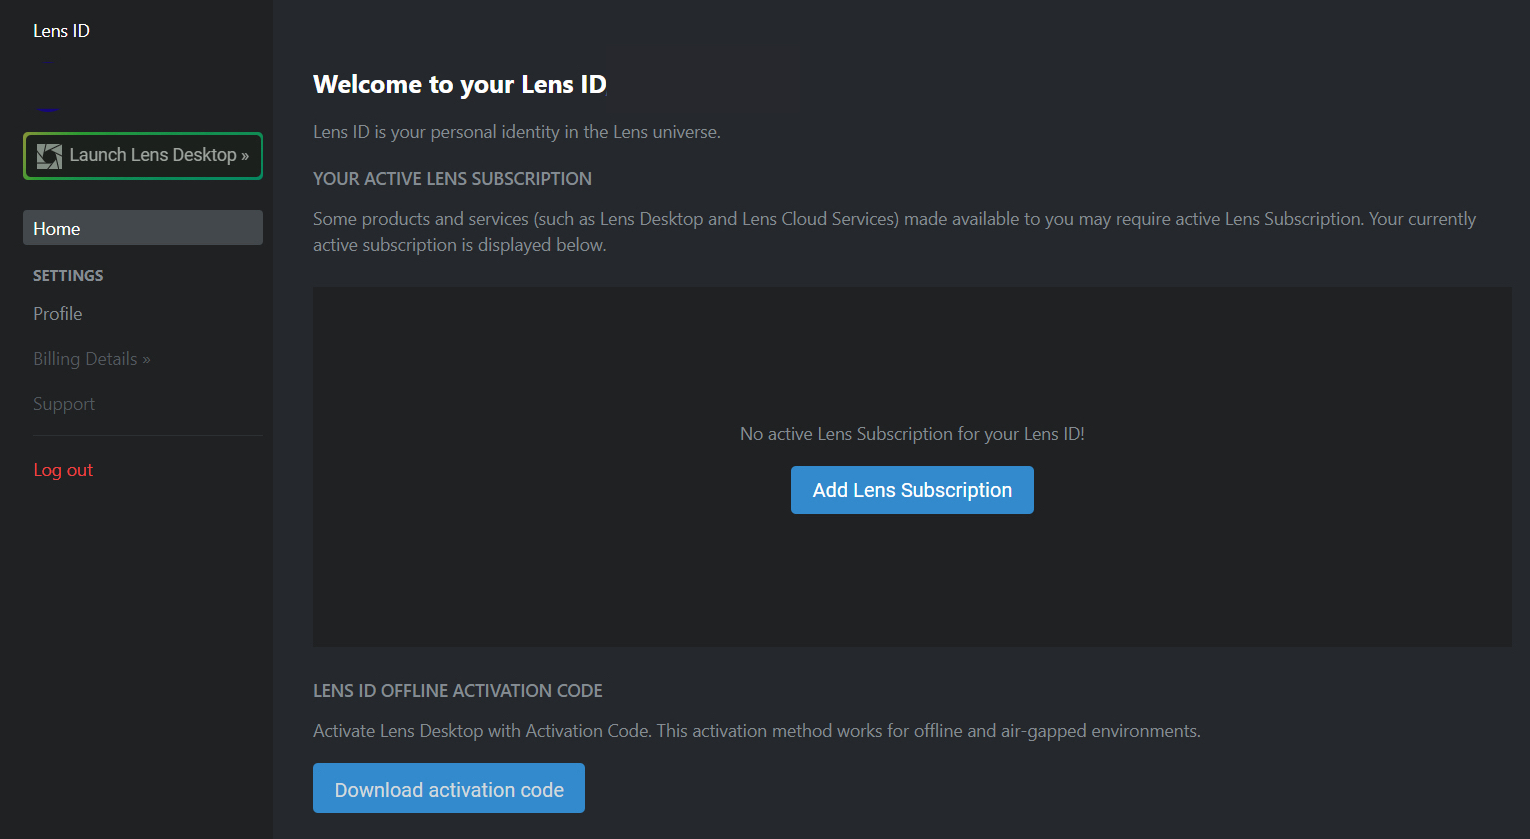 Lens ID
Launch Lens Desktop »
Home
SETTINGS
Profile
Billing Details »
Support
Log out
Welcome to your Lens ID
Lens ID is your personal identity in the Lens universe.
YOUR ACTIVE LENS SUBSCRIPTION
Some products and services (such as Lens Desktop and Lens Cloud Services) made available to you may require active Lens Subscription. Your currently
active subscription is displayed below.
No active Lens Subscription for your Lens ID!
Add Lens Subscription
LENS ID OFFLINE ACTIVATION CODE
Activate Lens Desktop with Activation Code. This activation method works for offline and air-gapped environments.
Download activation code